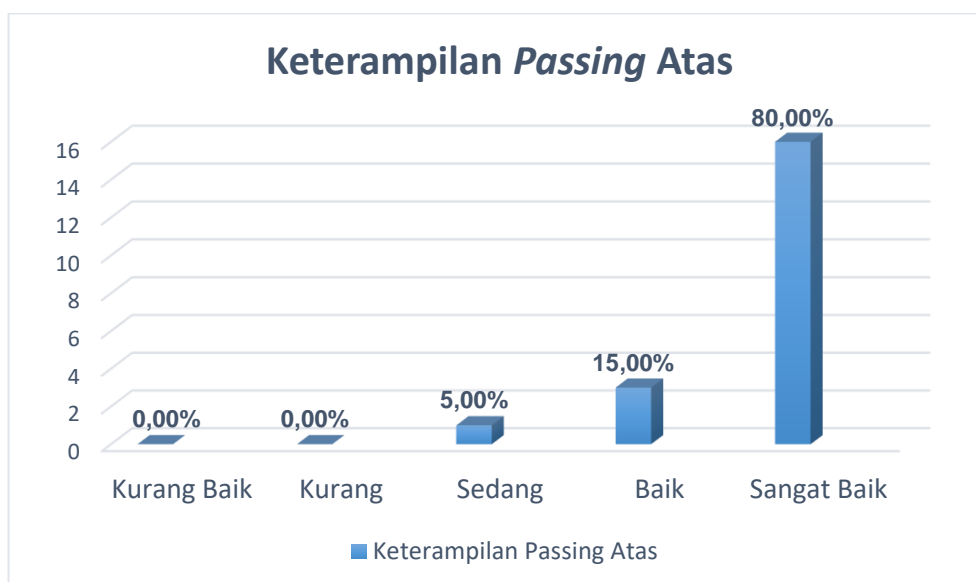 Keterampilan Passing Atas
80,00%
16
14
12
10
8
6
4
2
0
15,00%
5,00%
0,00%
0,00%
Kurang Baik
Kurang
Sedang
Baik
Sangat Baik
Keterampilan Passing Atas